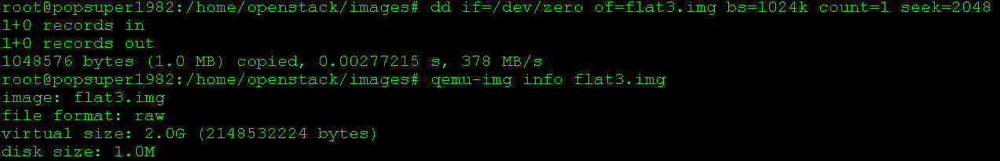 root@popsuper1982:/home/openstack/images# dd if=/dev/zero of=flat3.img bs=1024k count=1 seek=2048
1+0 records in
1+0 records out
1048576 bytes (1.0 MB) copied, 0.00277215 s, 378 MB/s
root@popsuper1982:/home/openstack/images# qemu-img info flat3.img
image: flat3.img
file format: raw
virtual size: 2.0G (2148532224 bytes)
disk size: 1.0M